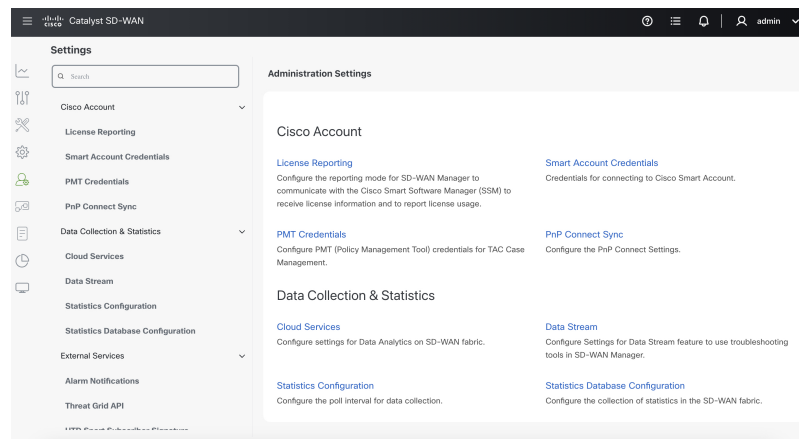 cisco Catalyst SD-WAN
admin
Settings
Search
Cisco Account
License Reporting
Smart Account Credentials
PMT Credentials
PnP Connect Sync
Data Collection & Statistics
Cloud Services
Data Stream
Statistics Configuration
Statistics Database Configuration
External Services
Alarm Notifications
Threat Grid API
Administration Settings
Cisco Account
License Reporting
Configure the reporting mode for SD-WAN Manager to
communicate with the Cisco Smart Software Manager (SSM) to
receive license information and to report license usage.
Smart Account Credentials
Credentials for connecting to Cisco Smart Account.
PMT Credentials
Configure PMT (Policy Management Tool) credentials for TAC Case
Management.
PnP Connect Sync
Configure the PnP Connect Settings.
Data Collection & Statistics
Cloud Services
Configure settings for Data Analytics on SD-WAN fabric.
Data Stream
Configure Settings for Data Stream feature to use troubleshooting
tools in SD-WAN Manager.
Statistics Configuration
Configure the poll interval for data collection.
Statistics Database Configuration
Configure the collection of statistics in the SD-WAN fabric.